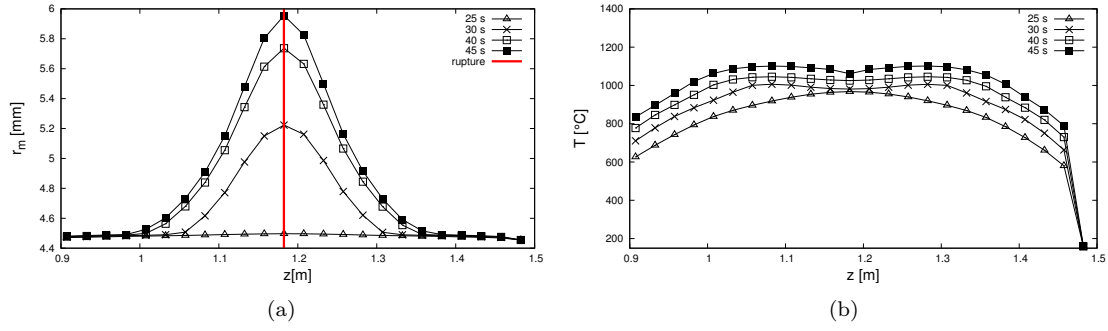 6
5.8
5.6
5.4
5.2
5
4.8
4.6
4.4
r_m [mm]
0.9 1 1.1 1.2 1.3 1.4 1.5
z[m]
25 s
30 s
40 s
45 s
rupture
(a)
1400
1200
1000
800
600
400
200
T [°C]
0.9 1 1.1 1.2 1.3 1.4 1.5
z [m]
25 s
30 s
40 s
45 s
(b)